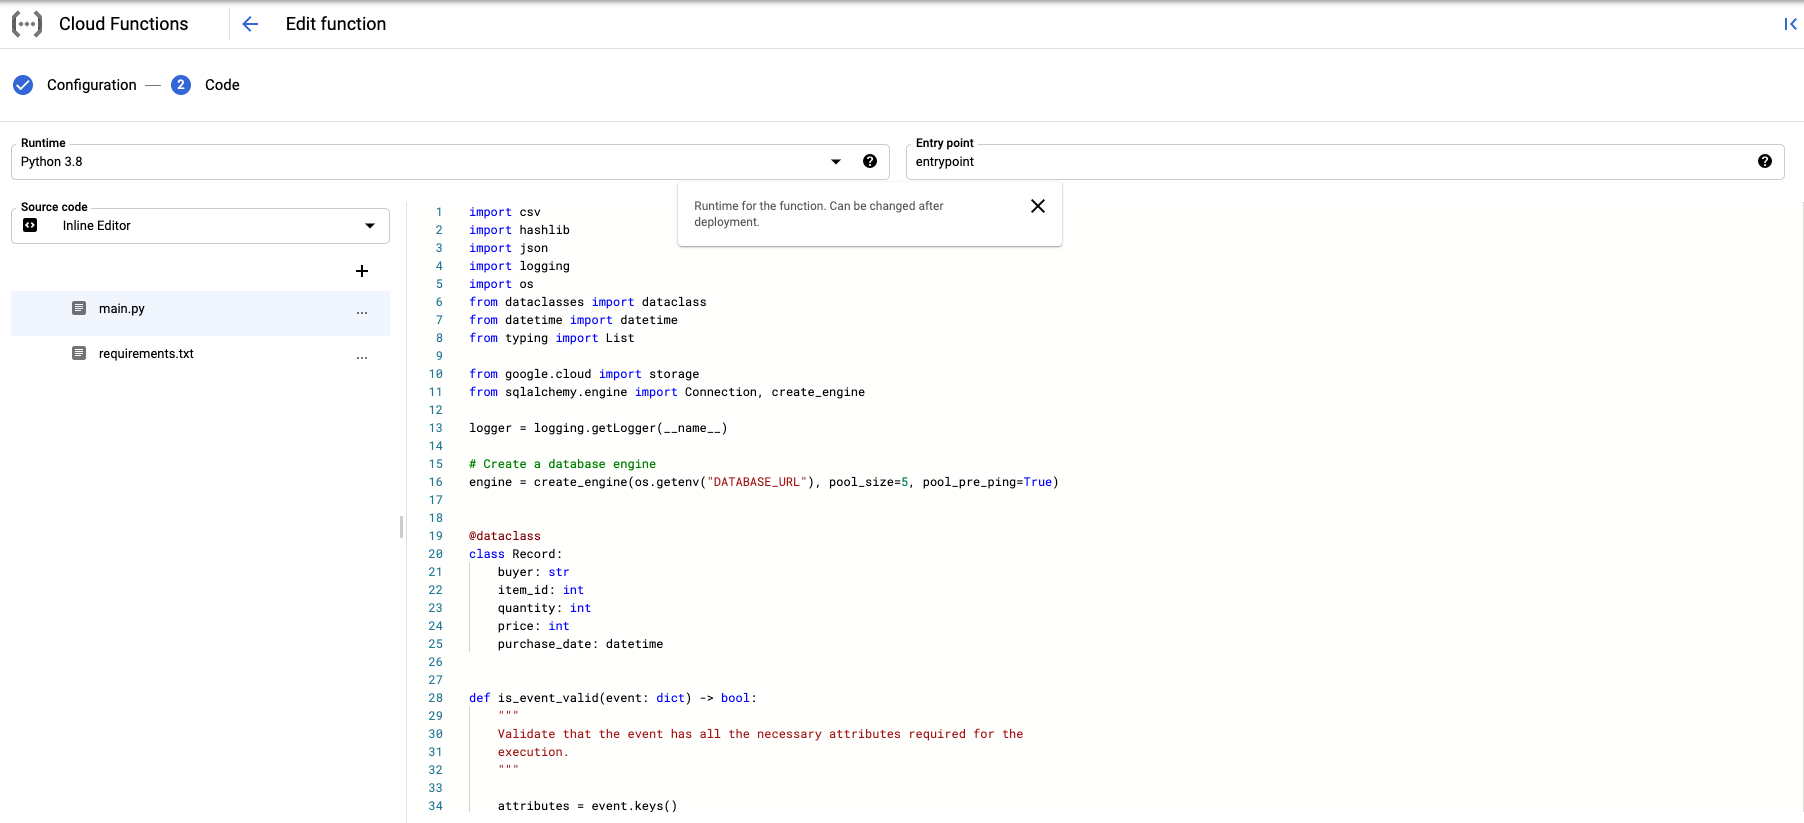 Cloud Functions
Edit function
Configuration
2
Code
Runtime
Python 3.8
Entry point
entrypoint
Runtime for the function. Can be changed after
deployment.
Source code
Inline Editor
main.py
...
requirements.txt
...
1 import csv
2 import hashlib
3 import json
4 import logging
5 import os
6 from dataclasses import dataclass
7 from datetime import datetime
8 from typing import List
9
10 from google.cloud import storage
11 from sqlalchemy.engine import Connection, create_engine
12
13 logger = logging.getLogger(__name__)
14
15 # Create a database engine
16 engine = create_engine(os.getenv("DATABASE_URL"), pool_size=5, pool_pre_ping=True)
17
18
19 @dataclass
20 class Record:
21     buyer: str
22     item_id: int
23     quantity: int
24     price: int
25     purchase_date: datetime
26
27
28 def is_event_valid(event: dict) -> bool:
29     """
30     Validate that the event has all the necessary attributes required for the
31     execution.
32     """
33
34     attributes = event.keys()